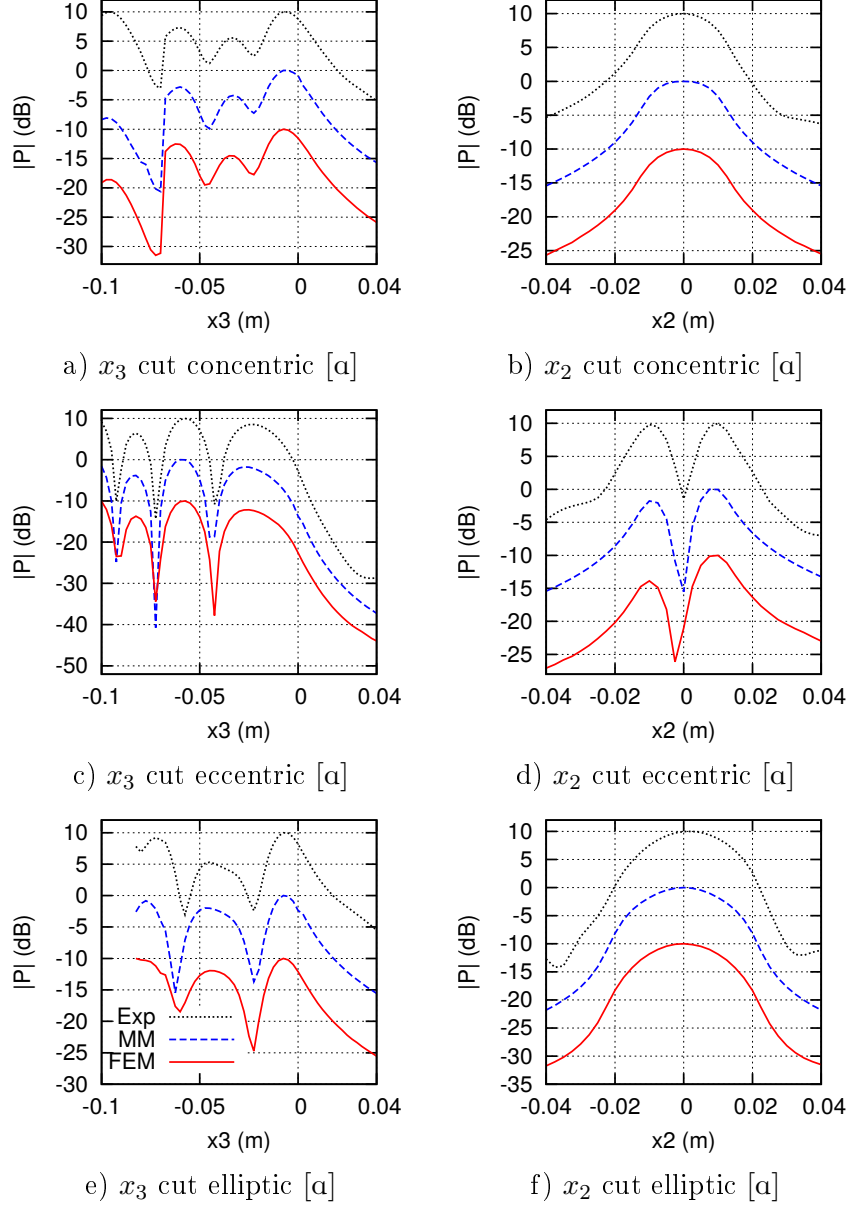 10
5
0
-5
-10
-15
-20
-25
-30
|P| (dB)
-0.1 -0.05 0 0.04
x3 (m)
10
5
0
-5
-10
-15
-20
-25
|P| (dB)
-0.04 -0.02 0 0.02 0.04
x2 (m)
a) x₃ cut concentric [a]
b) x₂ cut concentric [a]
10
0
-10
-20
-30
-40
-50
|P| (dB)
-0.1 -0.05 0 0.04
x3 (m)
10
5
0
-5
-10
-15
-20
-25
|P| (dB)
-0.04 -0.02 0 0.02 0.04
x2 (m)
c) x₃ cut eccentric [a]
d) x₂ cut eccentric [a]
10
5
0
-5
-10
-15
-20
-25
-30
|P| (dB)
Exp
MM
FEM
-0.1 -0.05 0 0.04
x3 (m)
10
5
0
-5
-10
-15
-20
-25
-30
-35
|P| (dB)
-0.04 -0.02 0 0.02 0.04
x2 (m)
e) x₃ cut elliptic [a]
f) x₂ cut elliptic [a]